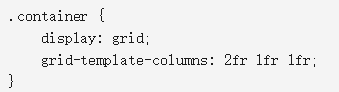 .container {
    display: grid;
    grid-template-columns: 2fr 1fr 1fr;
}